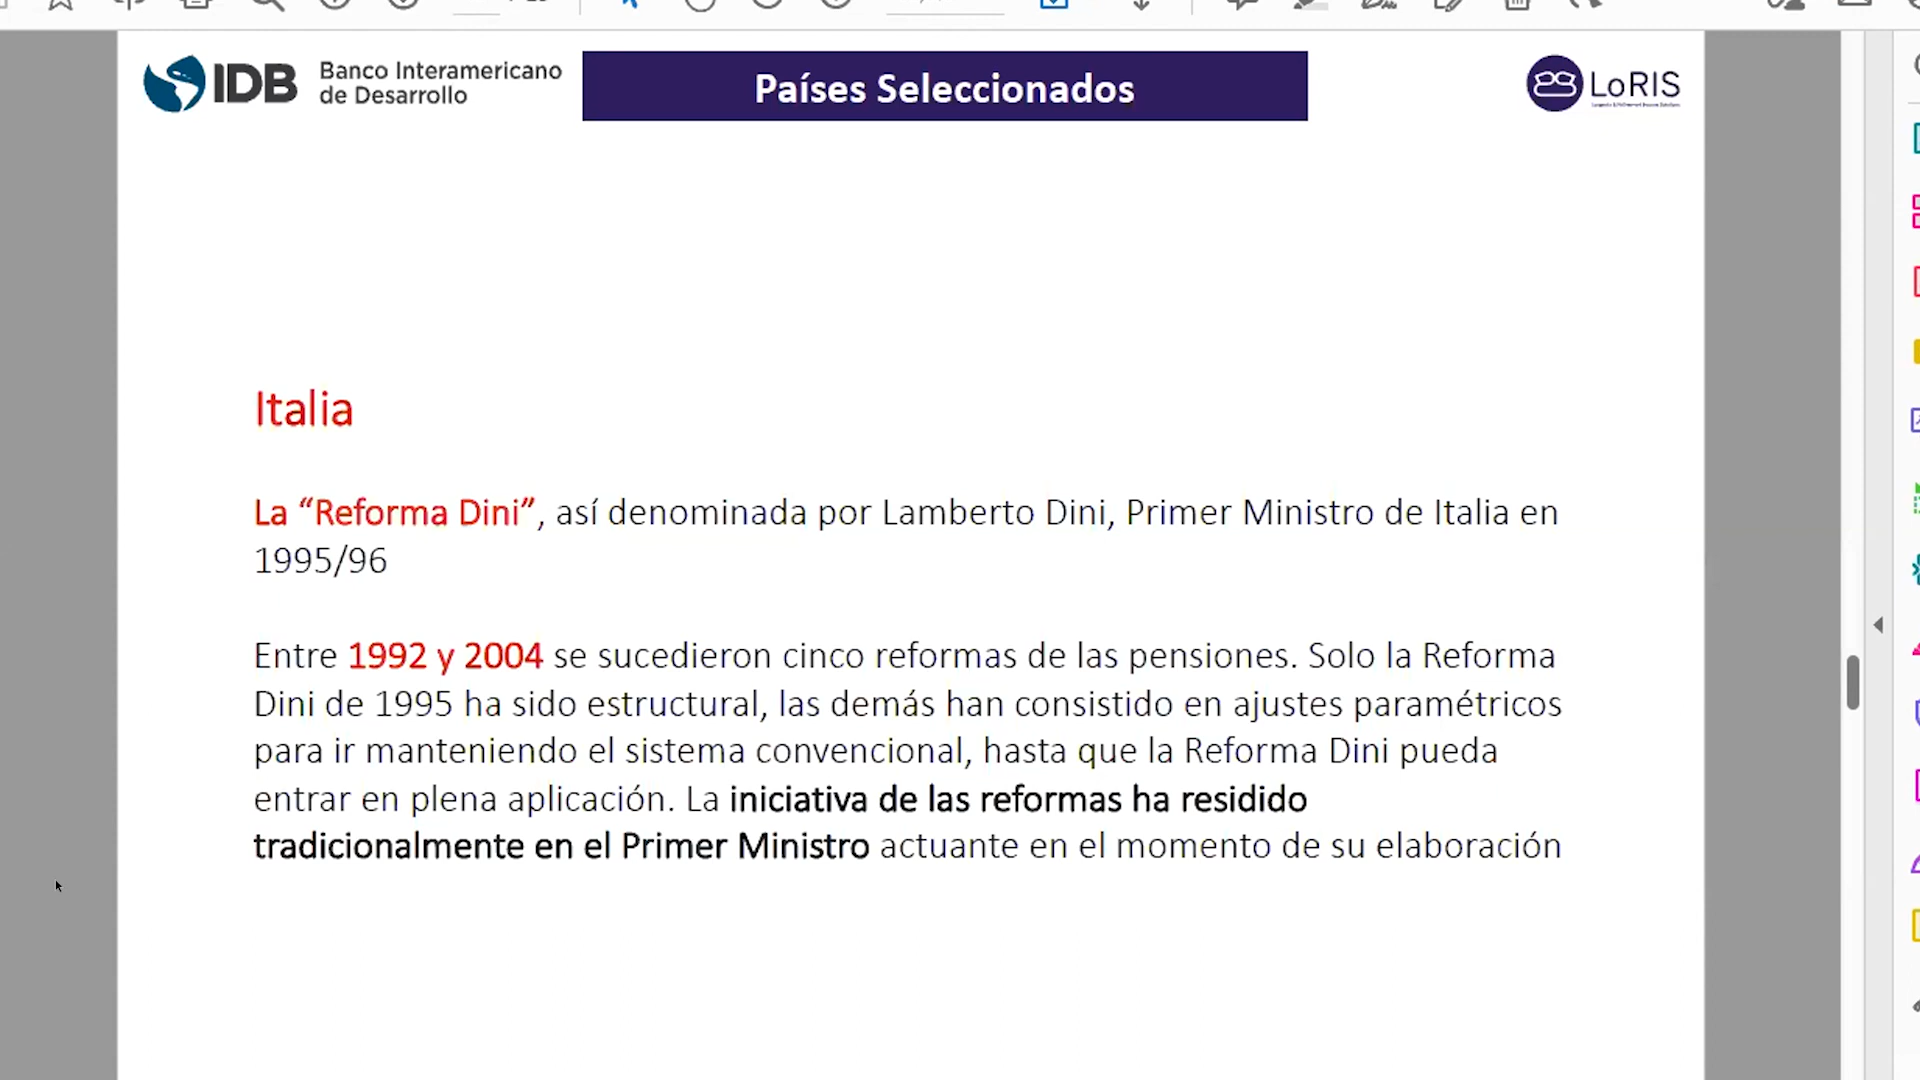 IDB
Banco Interamericano
de Desarrollo
Países Seleccionados
LoRIS
Italia
La “Reforma Dini”, así denominada por Lamberto Dini, Primer Ministro de Italia en
1995/96
Entre 1992 y 2004 se sucedieron cinco reformas de las pensiones. Solo la Reforma
Dini de 1995 ha sido estructural, las demás han consistido en ajustes paramétricos
para ir manteniendo el sistema convencional, hasta que la Reforma Dini pueda
entrar en plena aplicación. La iniciativa de las reformas ha residido
tradicionalmente en el Primer Ministro actuante en el momento de su elaboración